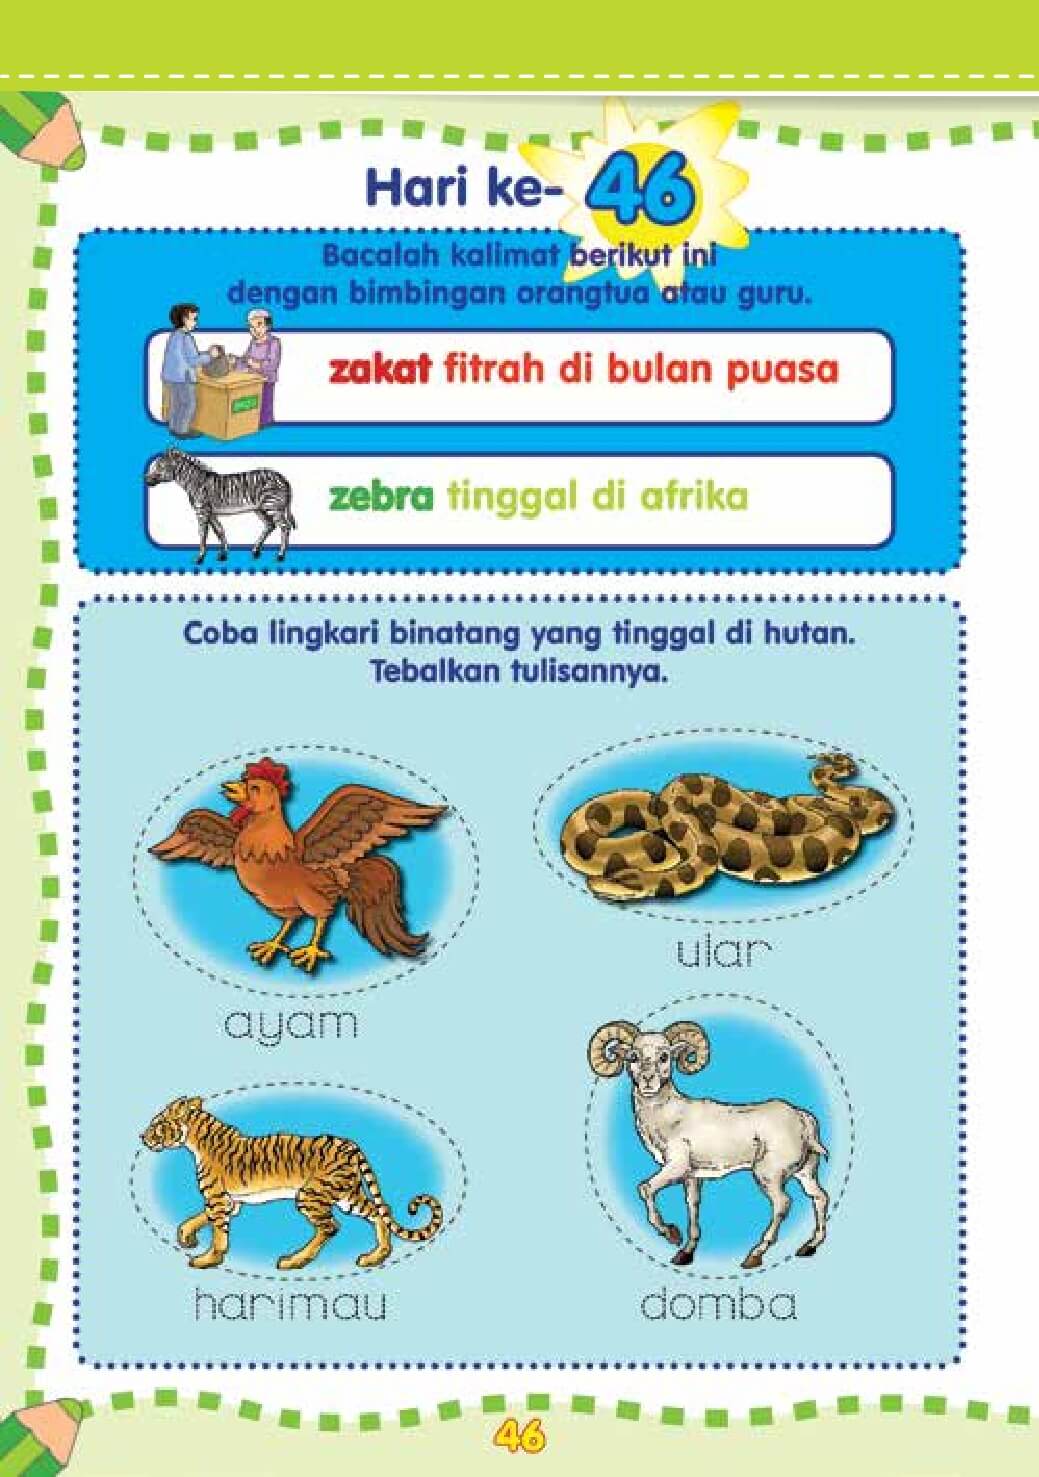 Hari ke- 46
Bacalah kalimat berikut ini
dengan bimbingan orangtua atau guru.
zakat fitrah di bulan puasa
zebra tinggal di afrika
Coba lingkari binatang yang tinggal di hutan.
Tebalkan tulisannya.
ayam
ular
harimau
domba
46